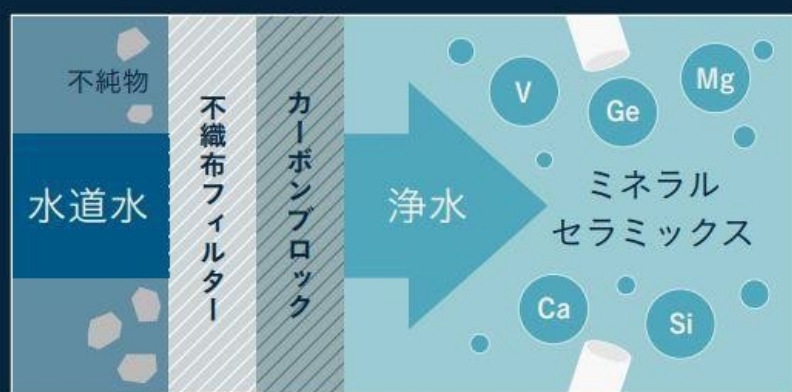 不純物
水道水
不織布フィルター
カーボンブロック
浄水
V
Ge
Mg
ミネラル
セラミックス
Ca
Si